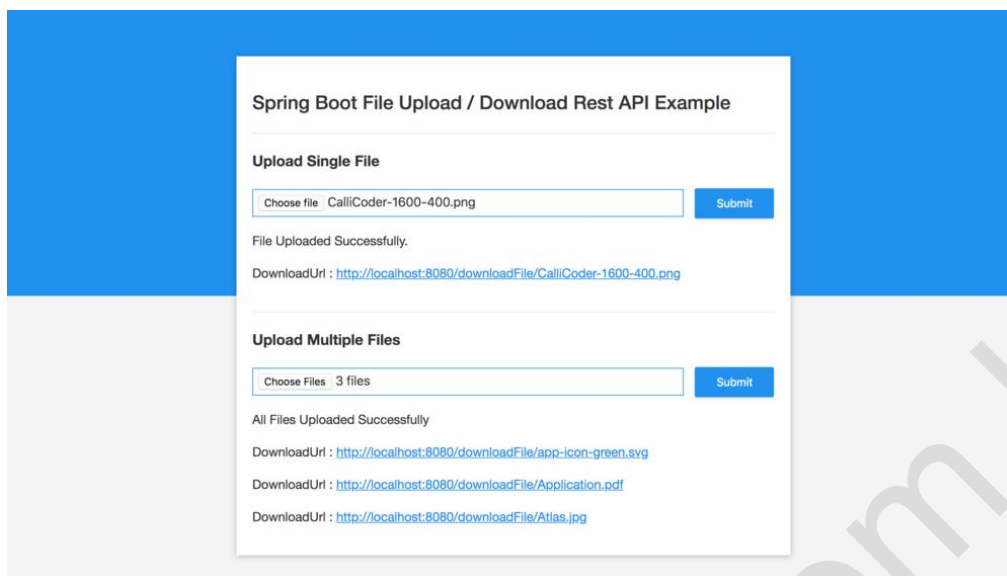 Spring Boot File Upload / Download Rest API Example
Upload Single File
Choose file CalliCoder-1600-400.png Submit
File Uploaded Successfully.
DownloadUrl : http://localhost:8080/downloadFile/CalliCoder-1600-400.png
Upload Multiple Files
Choose Files 3 files Submit
All Files Uploaded Successfully
DownloadUrl : http://localhost:8080/downloadFile/app-icon-green.svg
DownloadUrl : http://localhost:8080/downloadFile/Application.pdf
DownloadUrl : http://localhost:8080/downloadFile/Atlas.jpg